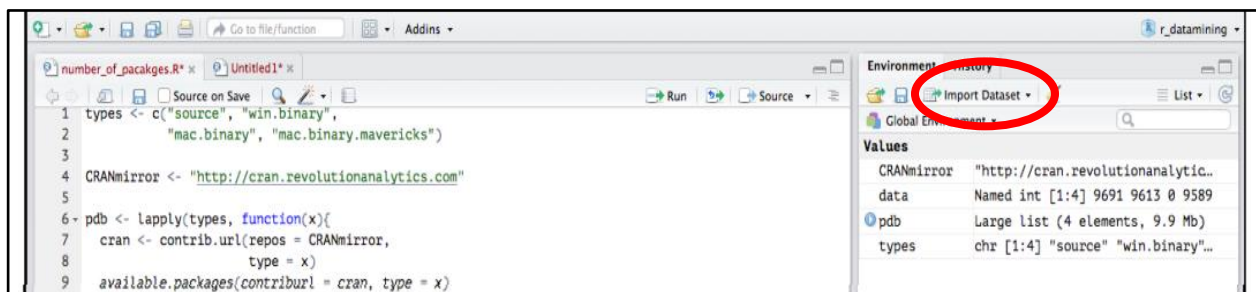 Go to file/function Addins r_datamining
number_of_pacakges.R* × Untitled1* ×
Source on Save Run Source
1 types <- c("source", "win.binary",
2 "mac.binary", "mac.binary.mavericks")
3
4 CRANmirror <- "http://cran.revolutionanalytics.com"
5
6 pdb <- lapply(types, function(x){
7 cran <- contrib.url(repos = CRANmirror,
8 type = x)
9 available.packages(contriburl = cran, type = x)
Environment
Import Dataset List
Global
Values
CRANmirror "http://cran.revolutionanalytic…
data Named int [1:4] 9691 9613 0 9589
pdb Large list (4 elements, 9.9 Mb)
types chr [1:4] "source" "win.binary"…